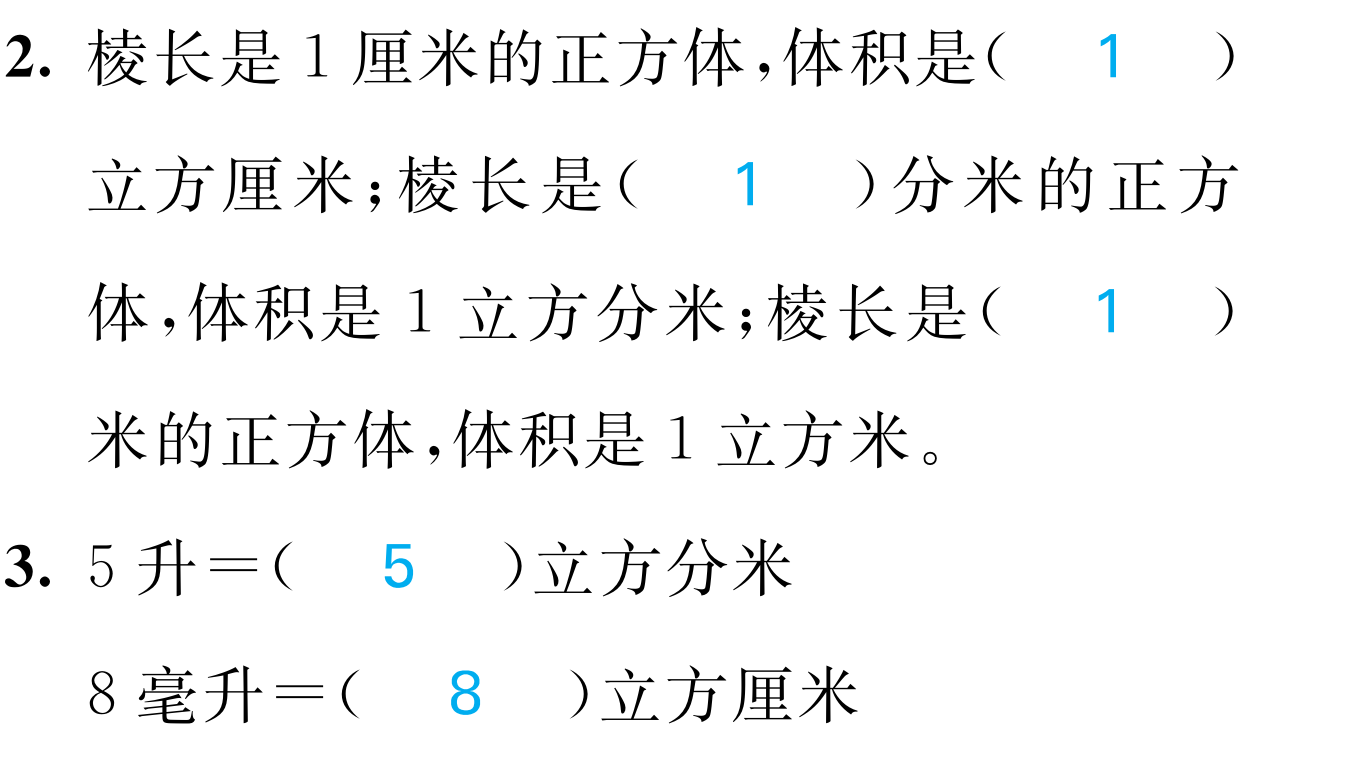 2. 棱长是1厘米的正方体,体积是( 1 )
立方厘米;棱长是( 1 )分米的正方
体,体积是1立方分米;棱长是( 1 )
米的正方体,体积是1立方米。
3. 5升=( 5 )立方分米
8毫升=( 8 )立方厘米